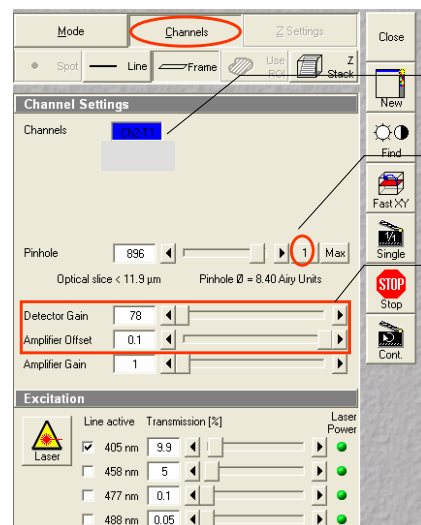 Mode Channels Z Settings Close
Spot Line Frame Use ROI Z Stack
New
Channel Settings
Channels
Find
Fast XY
Pinhole 896 1 Max Single
Optical slice < 11.9 µm Pinhole Ø = 8.40 Airy Units
STOP
Stop
Detector Gain 78
Amplifier Offset 0.1
Amplifier Gain 1 Cont.
Excitation
Line active Transmission [%] Laser Power
Laser
405 nm 9.9
458 nm 5
477 nm 0.1
488 nm 0.05